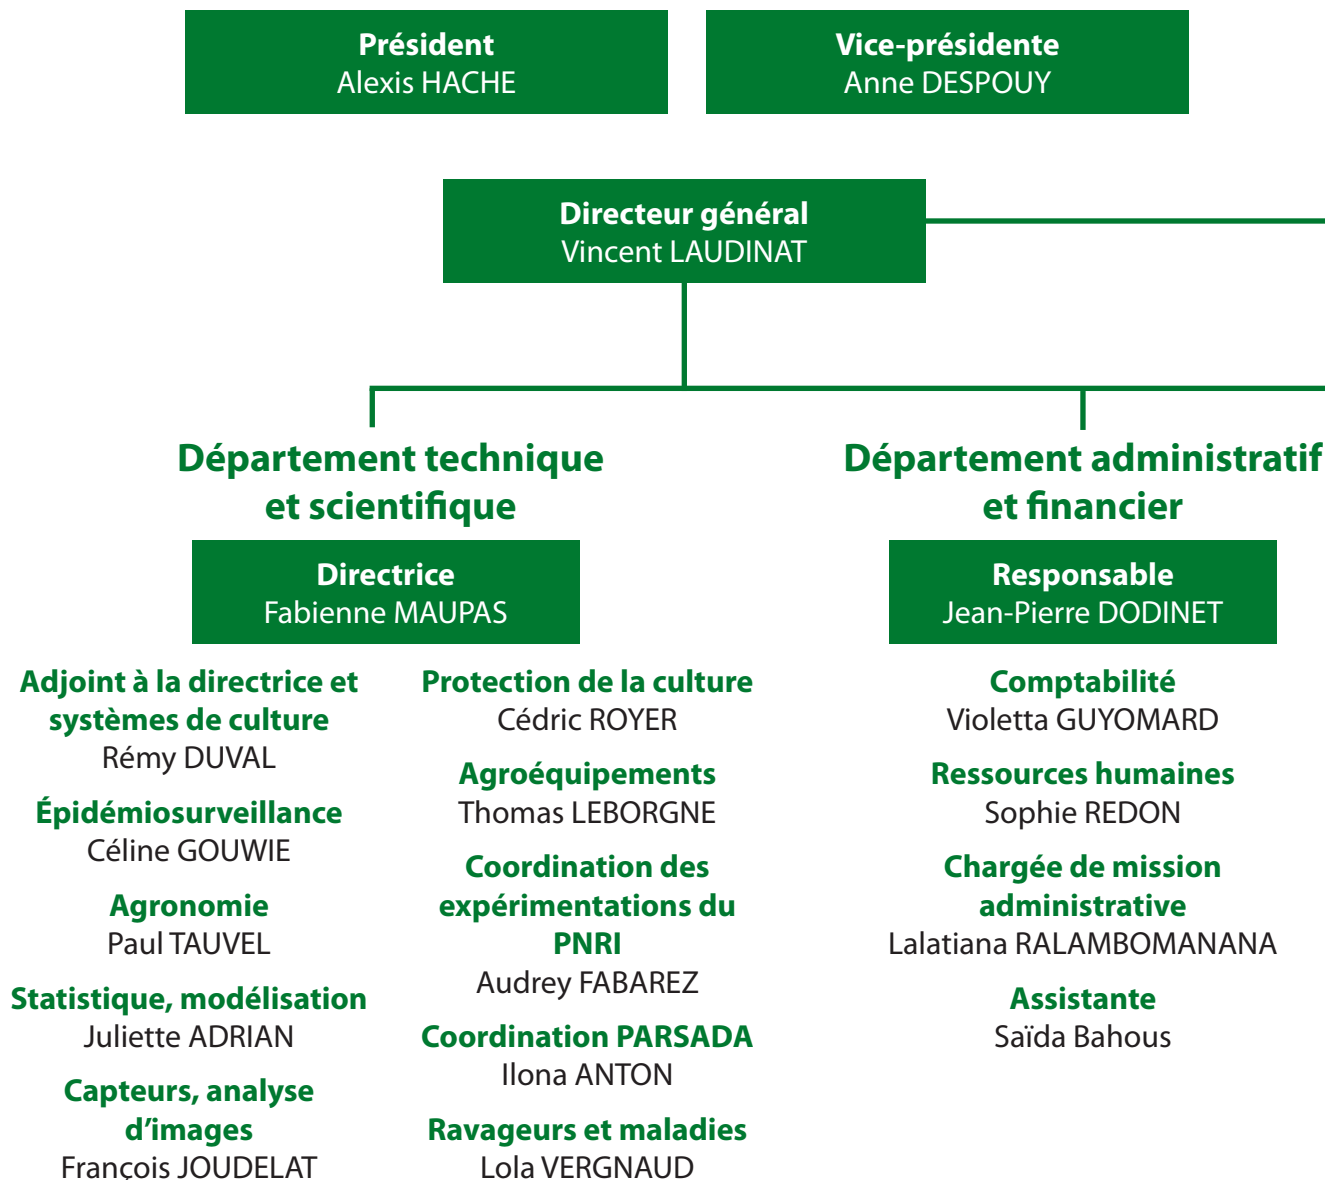 Président
Alexis HACHE
Vice-présidente
Anne DESPOUY
Directeur général
Vincent LAUDINAT
Département technique
et scientifique
Directrice
Fabienne MAUPAS
Adjoint à la directrice et
systèmes de culture
Rémy DUVAL
Épidémiosurveillance
Céline GOUWIE
Agronomie
Paul TAUVEL
Statistique, modélisation
Juliette ADRIAN
Capteurs, analyse
d’images
François JOUDELAT
Protection de la culture
Cédric ROYER
Agroéquipements
Thomas LEBORGNE
Coordination des
expérimentations du
PNRI
Audrey FABAREZ
Coordination PARSADA
Ilona ANTON
Ravageurs et maladies
Lola VERGNAUD
Département administratif
et financier
Responsable
Jean-Pierre DODINET
Comptabilité
Violetta GUYOMARD
Ressources humaines
Sophie REDON
Chargée de mission
administrative
Lalatiana RALAMBOMANANA
Assistante
Saïda Bahous